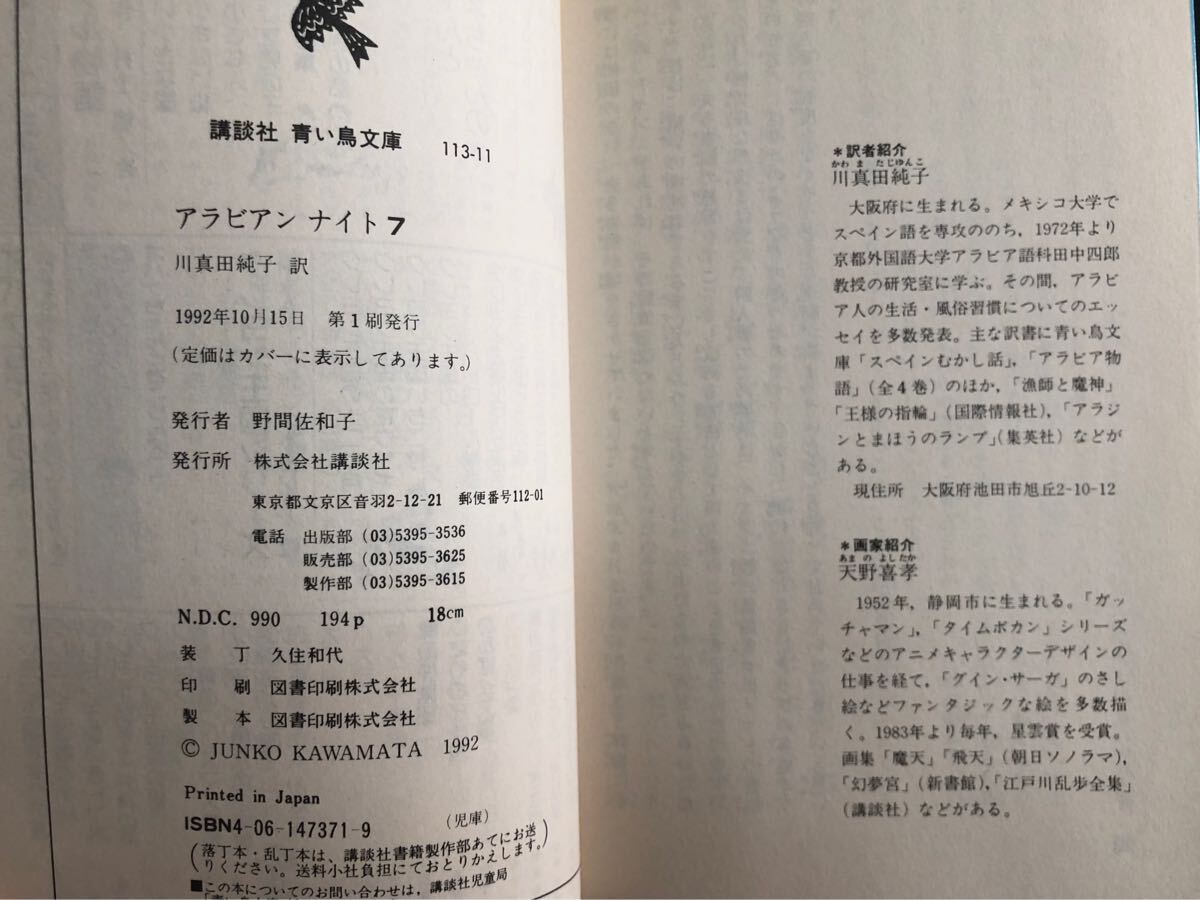 講談社 青い鳥文庫 113-11
アラビアン ナイト7
川真田純子 訳
1992年10月15日 第1刷発行
(定価はカバーに表示してあります。)
発行者 野間佐和子
発行所 株式会社講談社
東京都文京区音羽2-12-21 郵便番号112-01
電話 出版部 (03)5395-3536
販売部 (03)5395-3625
製作部 (03)5395-3615
N.D.C. 990 194p 18cm
装丁 久住和代
印刷 図書印刷株式会社
製本 図書印刷株式会社
© JUNKO KAWAMATA 1992
Printed in Japan
ISBN4-06-147371-9 (児庫)
(落丁本・乱丁本は、講談社書籍製作部あてにお送
りください。送料小社負担にておとりかえします。)
■この本についてのお問い合わせは、講談社児童局
*訳者紹介
かわまたじゅんこ
川真田純子
大阪府に生まれる。メキシコ大学で
スペイン語を専攻ののち，1972年より
京都外国語大学アラビア語科田中四郎
教授の研究室に学ぶ。その間，アラビ
ア人の生活・風俗習慣についてのエッ
セイを多数発表。主な訳書に青い鳥文
庫「スペインむかし話」，「アラビア物
語」(全4巻)のほか，「漁師と魔神」
「王様の指輪」(国際情報社)，「アラジ
ンとまほうのランプ」(集英社)などが
ある。
現住所 大阪府池田市旭丘2-10-12
*画家紹介
あまのよしたか
天野喜孝
1952年，静岡市に生まれる。「ガッ
チャマン」，「タイムボカン」シリーズ
などのアニメキャラクターデザインの
仕事を経て，「グイン・サーガ」のさし
絵などファンタジックな絵を多数描
く。1983年より毎年，星雲賞を受賞。
画集「魔天」「飛天」(朝日ソノラマ)，
「幻夢宮」(新書館)，「江戸川乱歩全集」
(講談社)などがある。